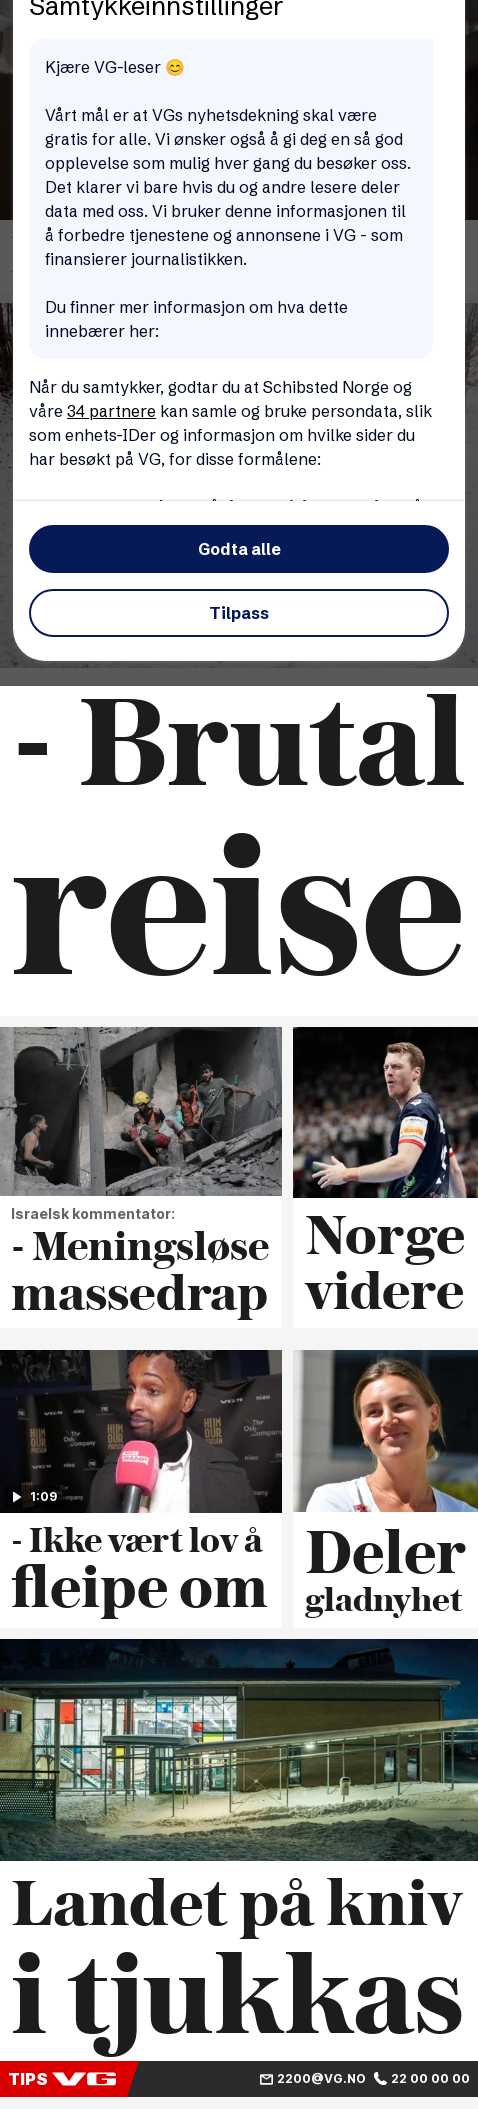 Samtykkeinnstillinger
Kjære VG-leser 😊
Vårt mål er at VGs nyhetsdekning skal være
gratis for alle. Vi ønsker også å gi deg en så god
opplevelse som mulig hver gang du besøker oss.
Det klarer vi bare hvis du og andre lesere deler
data med oss. Vi bruker denne informasjonen til
å forbedre tjenestene og annonsene i VG - som
finansierer journalistikken.
Du finner mer informasjon om hva dette
innebærer her:
Når du samtykker, godtar du at Schibsted Norge og
våre 34 partnere kan samle og bruke persondata, slik
som enhets-IDer og informasjon om hvilke sider du
har besøkt på VG, for disse formålene:
Godta alle
Tilpass
- Brutal
reise
Israelsk kommentator:
- Meningsløse
massedrap
Norge
videre
1:09
- Ikke vært lov å
fleipe om
Deler
gladnyhet
Landet på kniv
i tjukkas
TIPS VG 2200@VG.NO 22 00 00 00